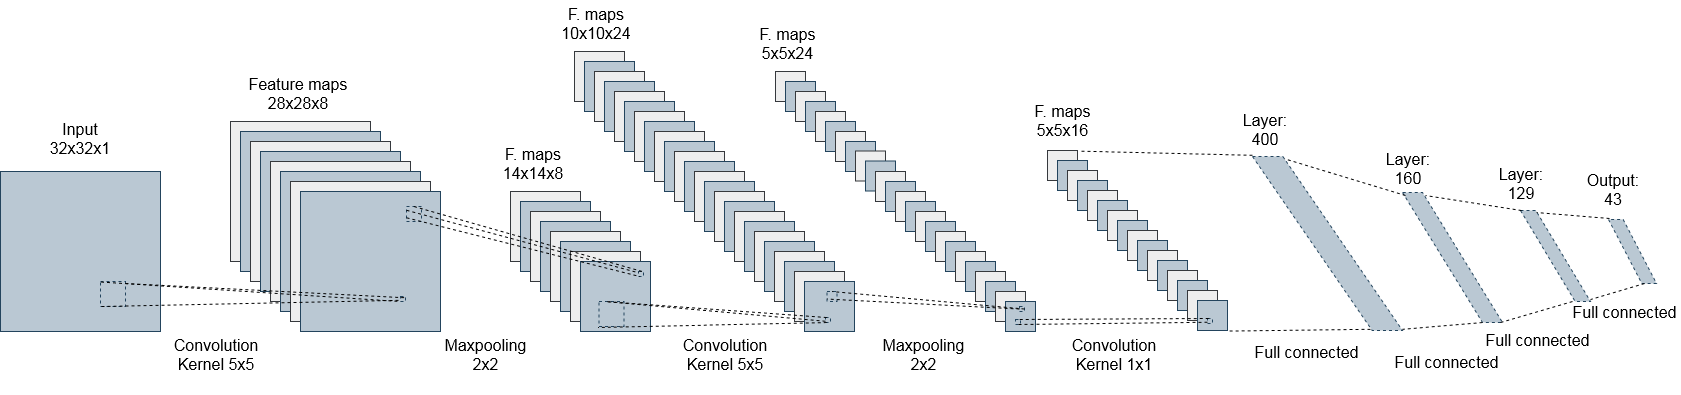 Input
32x32x1
Feature maps
28x28x8
F. maps
14x14x8
F. maps
10x10x24
F. maps
5x5x24
F. maps
5x5x16
Layer:
400
Layer:
160
Layer:
129
Output:
43
Convolution
Kernel 5x5
Maxpooling
2x2
Convolution
Kernel 5x5
Maxpooling
2x2
Convolution
Kernel 1x1
Full connected
Full connected
Full connected
Full connected